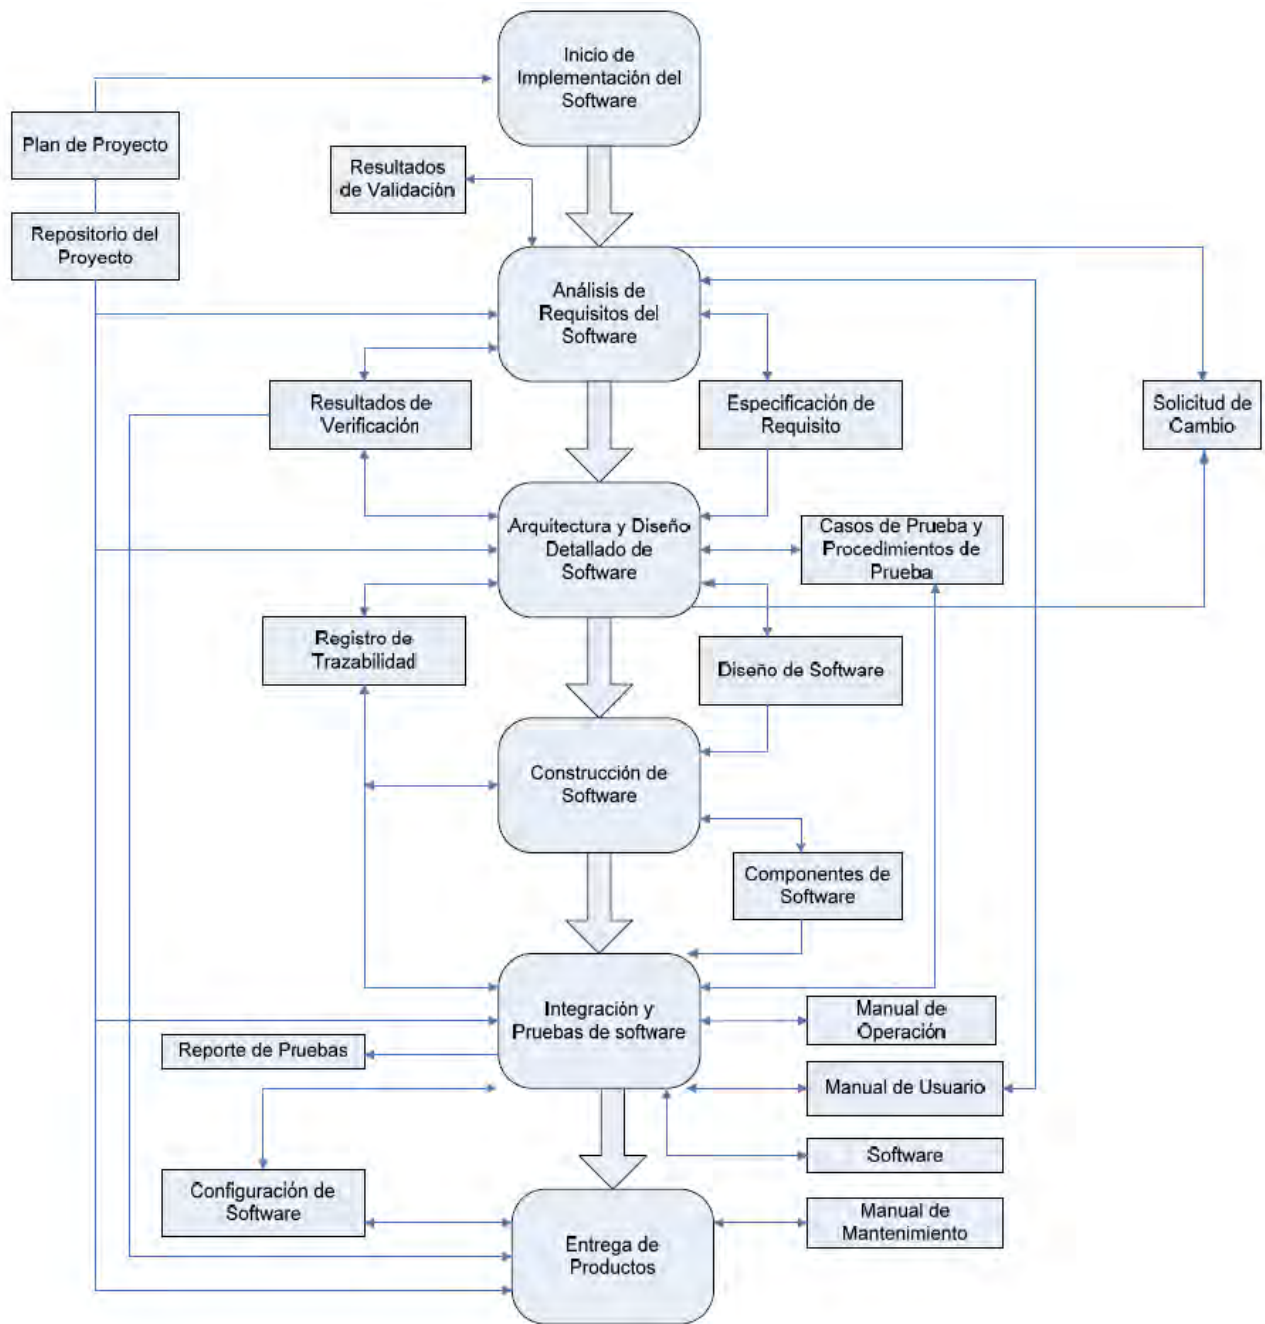 Inicio de
Implementación del
Software
Plan de Proyecto
Resultados
de Validación
Repositorio del
Proyecto
Análisis de
Requisitos del
Software
Resultados de
Verificación
Especificación de
Requisito
Solicitud de
Cambio
Arquitectura y Diseño
Detallado de
Software
Casos de Prueba y
Procedimientos de
Prueba
Registro de
Trazabilidad
Diseño de Software
Construcción de
Software
Componentes de
Software
Integración y
Pruebas de software
Manual de
Operación
Reporte de Pruebas
Manual de Usuario
Software
Configuración de
Software
Manual de
Mantenimiento
Entrega de
Productos